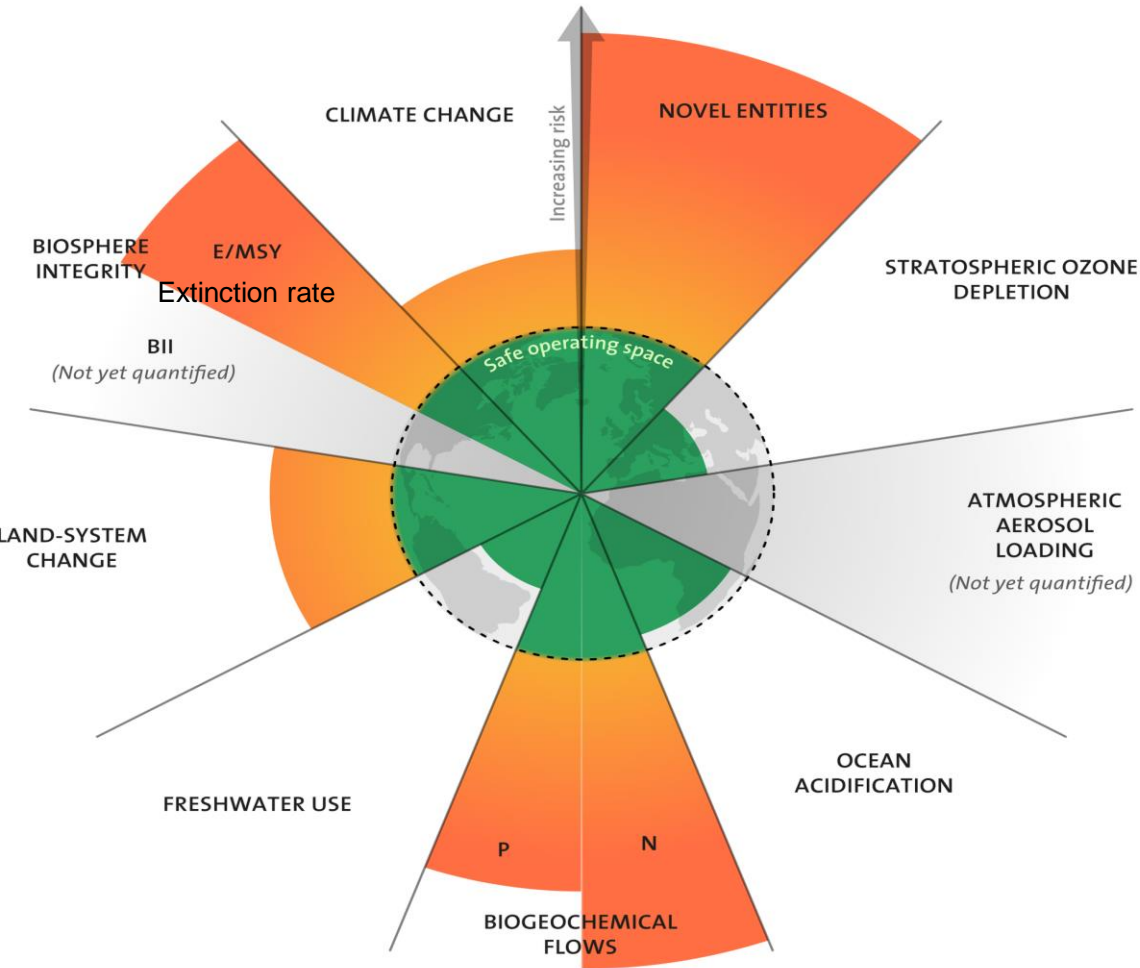 CLIMATE CHANGE
NOVEL ENTITIES
Increasing risk
BIOSPHERE
INTEGRITY
E/MSY
Extinction rate
BII
(Not yet quantified)
STRATOSPHERIC OZONE
DEPLETION
Safe operating space
LAND-SYSTEM
CHANGE
ATMOSPHERIC
AEROSOL
LOADING
(Not yet quantified)
FRESHWATER USE
OCEAN
ACIDIFICATION
P
N
BIOGEOCHEMICAL
FLOWS